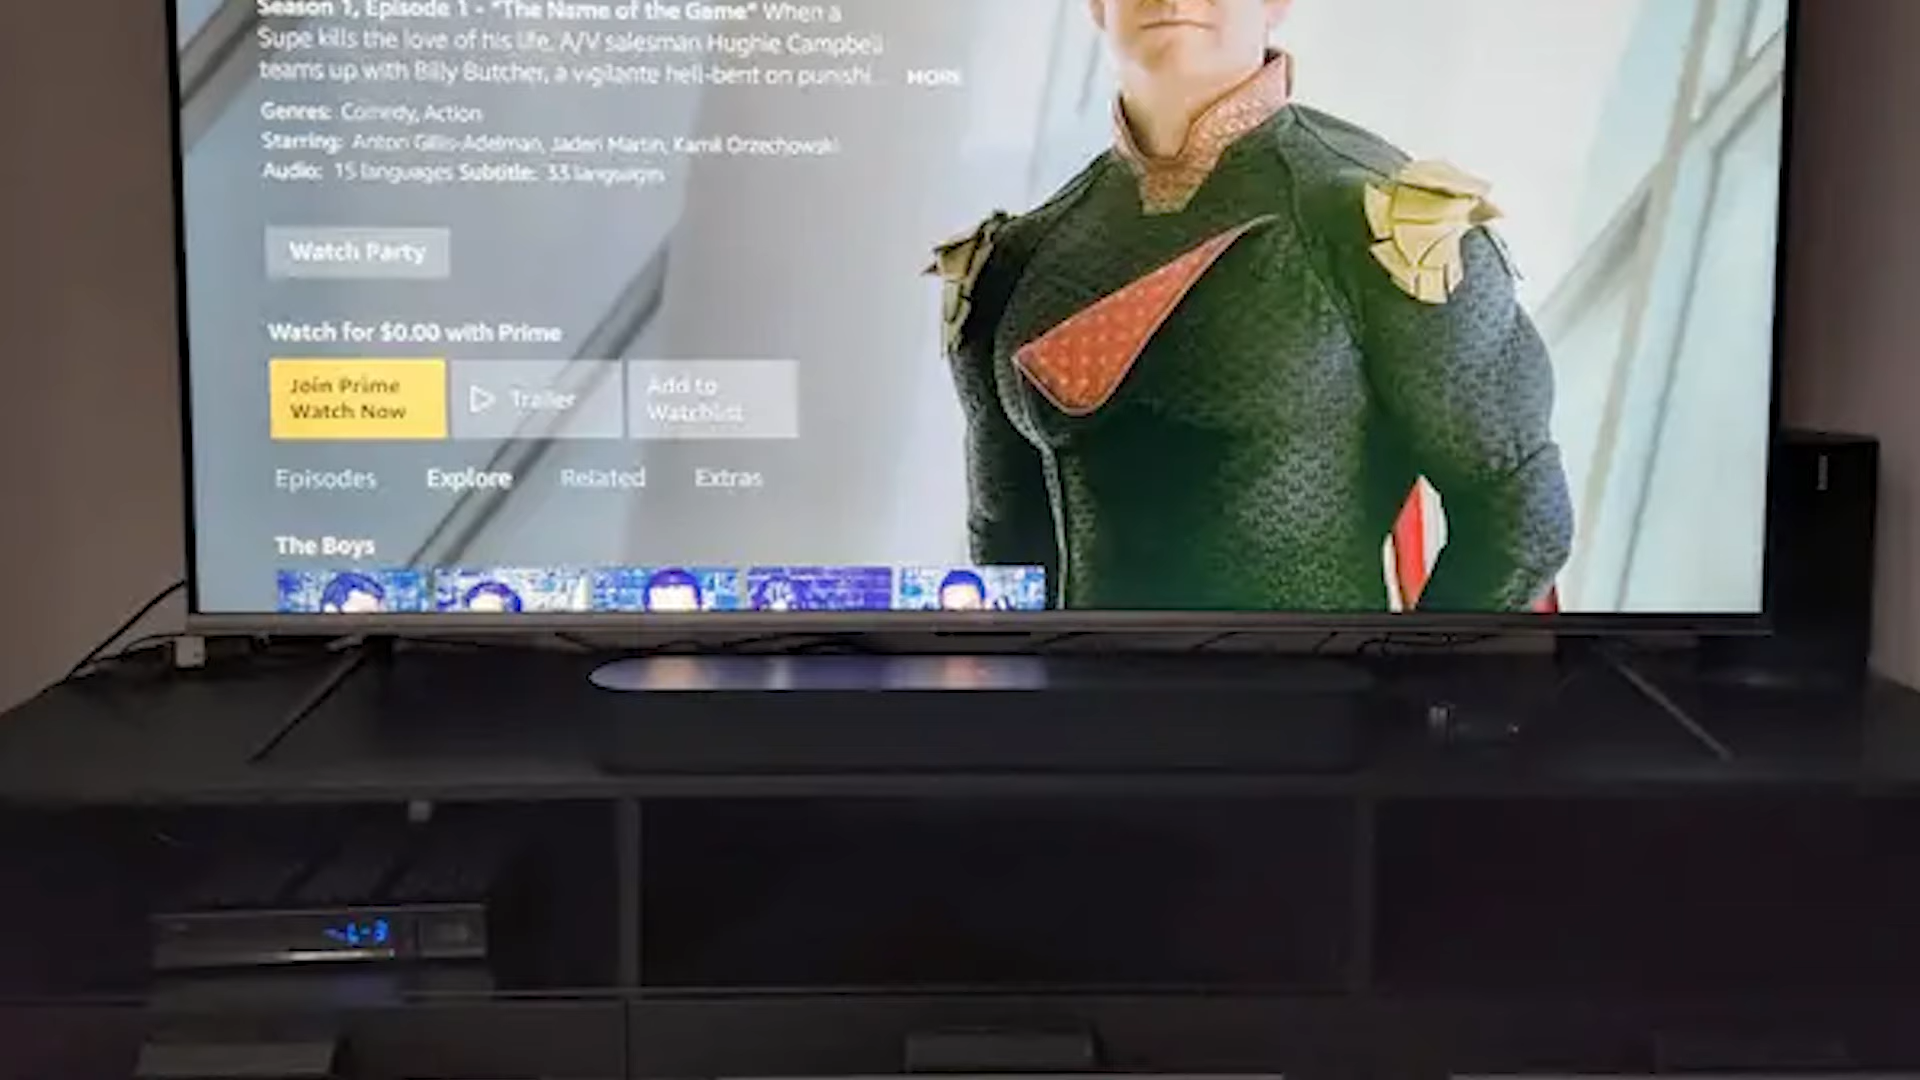 Season 1, Episode 1 - "The Name of the Game" When a
Supe kills the love of his life, A/V salesman Hughie Campbell
teams up with Billy Butcher, a vigilante hell-bent on punishi... MORE
Genres: Comedy, Action
Starring: Anton Gillis-Adelman, Jaden Martin, Kamil Orzechowski
Audio: 15 languages Subtitle: 33 languages
Watch Party
Watch for $0.00 with Prime
Join Prime
Watch Now
Trailer
Add to
Watchlist
Episodes Explore Related Extras
The Boys